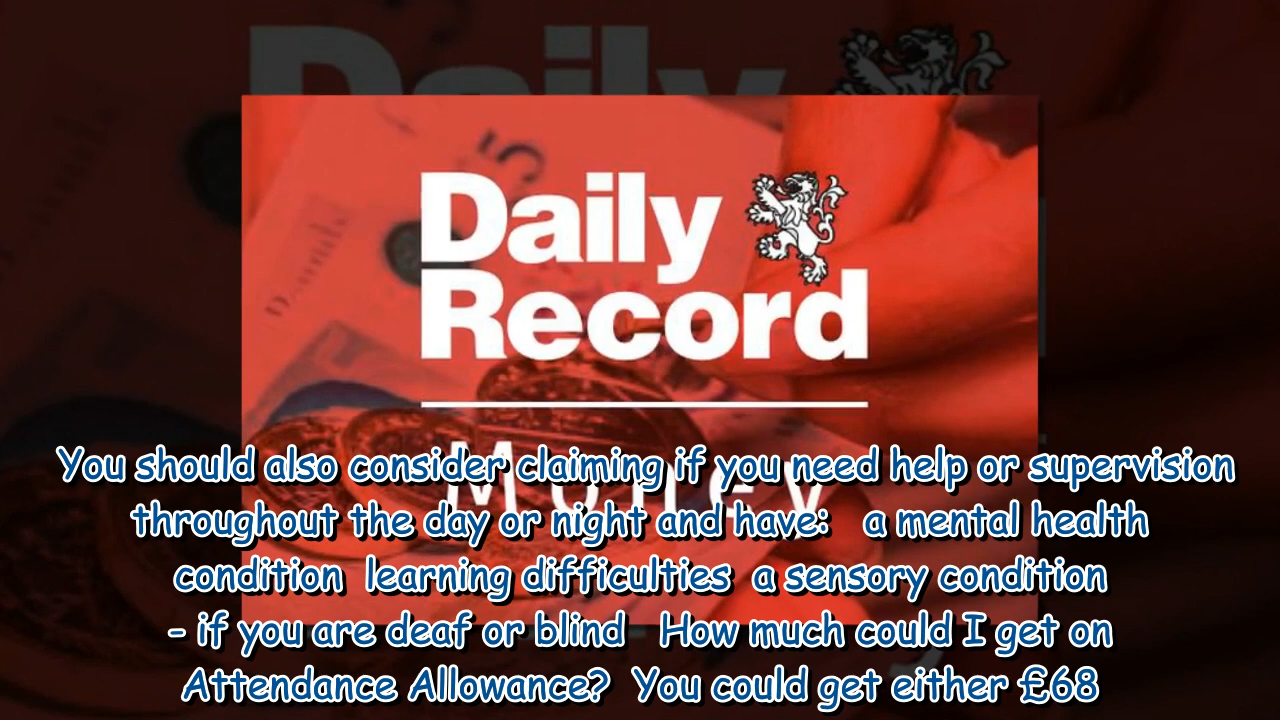 Daily
Daily
Record
Money
You should also consider claiming if you need help or supervision
throughout the day or night and have: a mental health
condition learning difficulties a sensory condition
- if you are deaf or blind How much could I get on
Attendance Allowance? You could get either £68